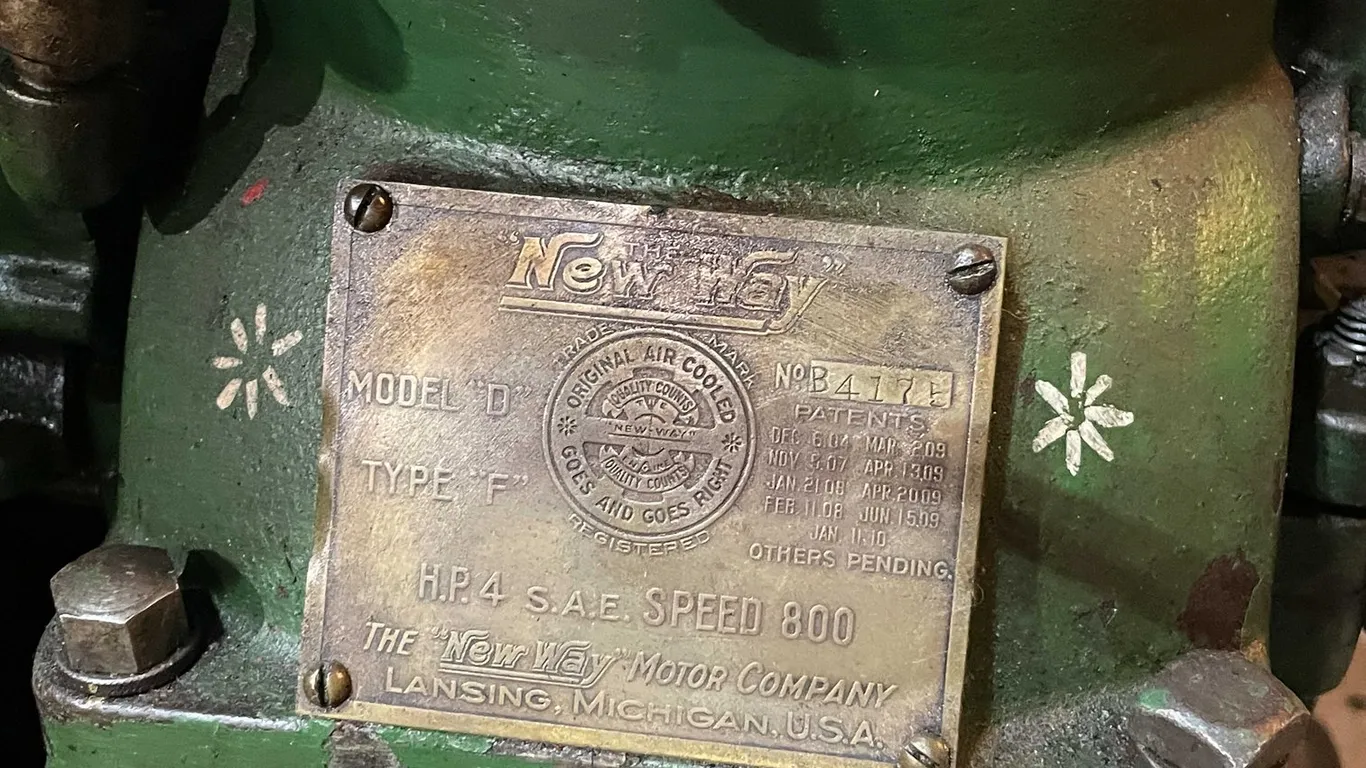 "THE New Way"
TRADE MARK
ORIGINAL AIR COOLED
QUALITY COUNTS
"NEW-WAY"
QUALITY COUNTS
GOES AND GOES RIGHT
REGISTERED
MODEL "D"
TYPE "F"
No B4175
PATENTS
DEC. 6.04 MAR. 2.09
NOV. 5.07 APR. 13.09
JAN. 21.08 APR. 20.09
FEB. 11.08 JUN. 15.09
JAN. 11.10
OTHERS PENDING.
H.P. 4 S.A.E. SPEED 800
THE "New Way" MOTOR COMPANY
LANSING, MICHIGAN, U.S.A.